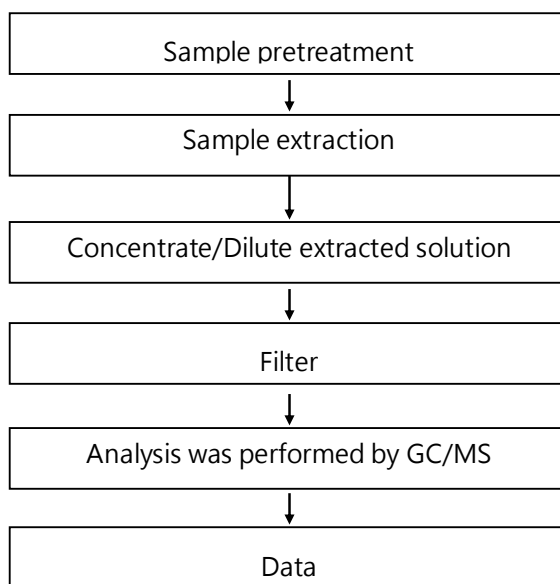 Sample pretreatment
Sample extraction
Concentrate/Dilute extracted solution
Filter
Analysis was performed by GC/MS
Data